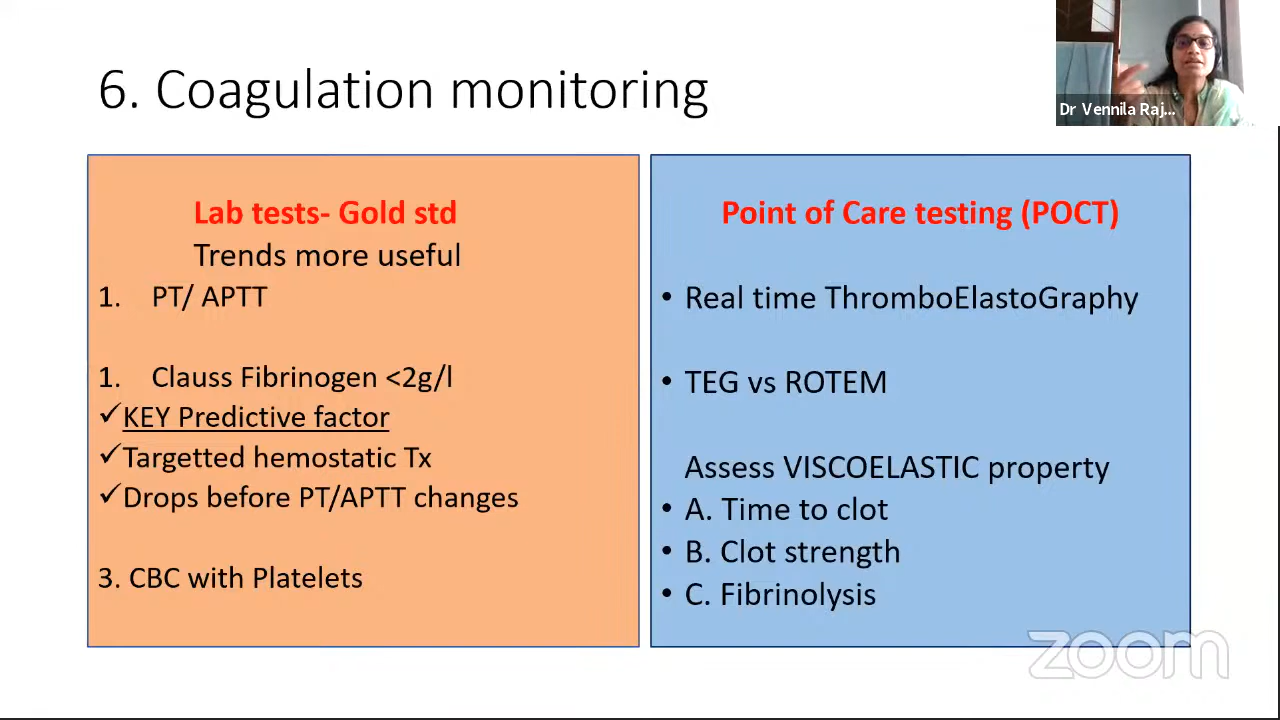 6. Coagulation monitoring
Dr Vennila Raj...
Lab tests- Gold std
Trends more useful
1. PT/ APTT
1. Clauss Fibrinogen <2g/l
✓KEY Predictive factor
✓Targetted hemostatic Tx
✓Drops before PT/APTT changes
3. CBC with Platelets
Point of Care testing (POCT)
• Real time ThromboElastoGraphy
• TEG vs ROTEM
Assess VISCOELASTIC property
• A. Time to clot
• B. Clot strength
• C. Fibrinolysis
zoom